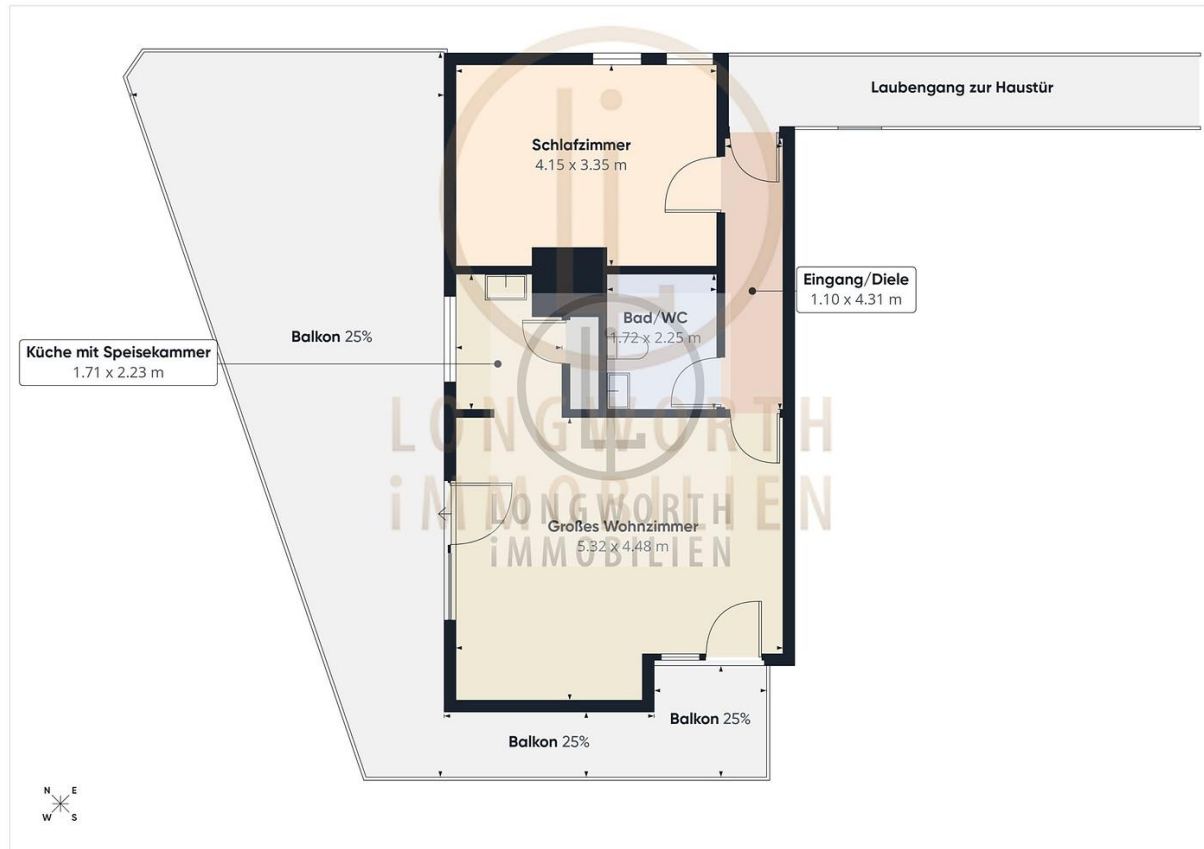 Laubengang zur Haustür
Schlafzimmer
4.15 x 3.35 m
Eingang/Diele
1.10 x 4.31 m
Bad/WC
1.72 x 2.25 m
Balkon 25%
Küche mit Speisekammer
1.71 x 2.23 m
LONGWORTH
iMMOBILIEN
LONGWORTH
iMMOBILIEN
Großes Wohnzimmer
5.32 x 4.48 m
Balkon 25%
Balkon 25%
N E
W S